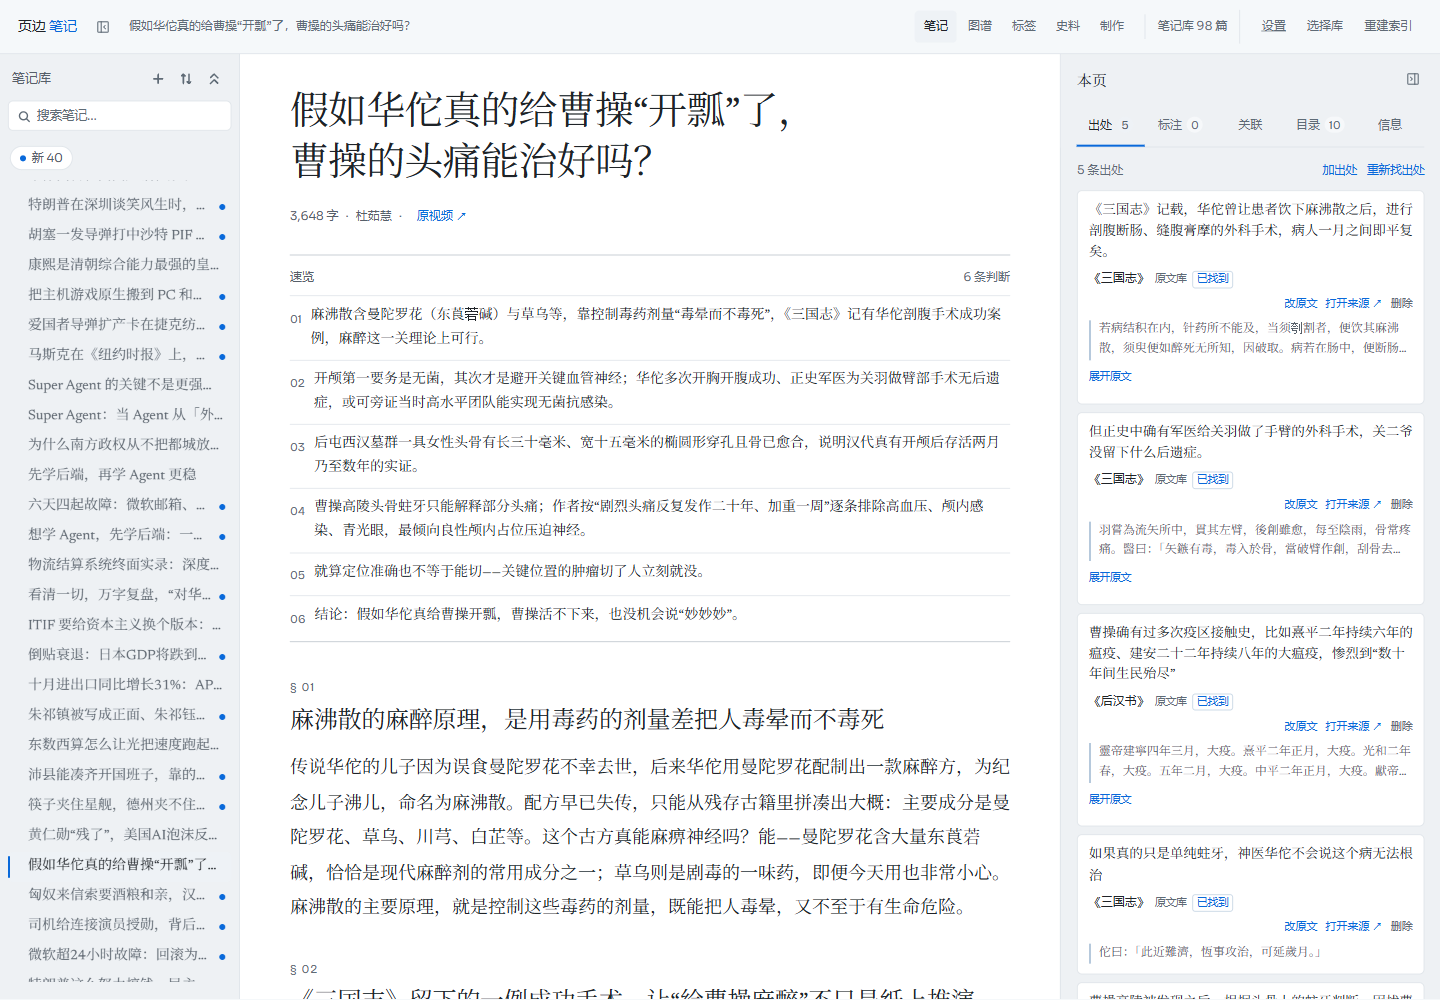 页边 笔记
假如华佗真的给曹操“开瓢”了，曹操的头痛能治好吗？
笔记 图谱 标签 史料 制作 笔记库 98 篇 设置 选择库 重建索引
笔记库
搜索笔记...
新 40
特朗普在深圳谈笑风生时，...
胡塞一发导弹打中沙特 PIF ...
康熙是清朝综合能力最强的皇...
把主机游戏原生搬到 PC 和...
爱国者导弹扩产卡在捷克纺...
马斯克在《纽约时报》上，...
Super Agent 的关键不是更强...
Super Agent：当 Agent 从「外...
为什么南方政权从不把都城放...
先学后端，再学 Agent 更稳
六天四起故障：微软邮箱、...
想学 Agent，先学后端：一...
物流结算系统终面实录：深度...
看清一切，万字复盘，“对华...
ITIF 要给资本主义换个版本：...
倒贴衰退：日本GDP将跌到...
十月进出口同比增长31%：AP...
朱祁镇被写成正面、朱祁钰...
东数西算怎么让光把速度跑起...
沛县能凑齐开国班子，靠的...
筷子夹住星舰，德州夹不住...
黄仁勋“残了”，美国AI泡沫反...
假如华佗真的给曹操“开瓢”了...
匈奴来信索要酒粮和亲，汉...
司机给连接演员授勋，背后...
微软超24小时故障：回滚为...
假如华佗真的给曹操“开瓢”了，
曹操的头痛能治好吗？
3,648 字 · 杜茹慧 · 原视频 ↗
速览
6 条判断
01 麻沸散含曼陀罗花（东莨菪碱）与草乌等，靠控制毒药剂量“毒晕而不毒死”，《三国志》记有华佗剖腹手术成功案
例，麻醉这一关理论上可行。
02 开颅第一要务是无菌，其次才是避开关键血管神经；华佗多次开胸开腹成功、正史军医为关羽做臂部手术无后遗
症，或可旁证当时高水平团队能实现无菌抗感染。
03 后屯西汉墓群一具女性头骨有长三十毫米、宽十五毫米的椭圆形穿孔且骨已愈合，说明汉代真有开颅后存活两月
乃至数年的实证。
04 曹操高陵头骨蛀牙只能解释部分头痛；作者按“剧烈头痛反复发作二十年、加重一周”逐条排除高血压、颅内感
染、青光眼，最倾向良性颅内占位压迫神经。
05 就算定位准确也不等于能切——关键位置的肿瘤切了人立刻就没。
06 结论：假如华佗真给曹操开瓢，曹操活不下来，也没机会说“妙妙妙”。
§ 01
麻沸散的麻醉原理，是用毒药的剂量差把人毒晕而不毒死
传说华佗的儿子因为误食曼陀罗花不幸去世，后来华佗用曼陀罗花配制出一款麻醉方，为纪
念儿子沸儿，命名为麻沸散。配方早已失传，只能从残存古籍里拼凑出大概：主要成分是曼
陀罗花、草乌、川芎、白芷等。这个古方真能麻痹神经吗？能——曼陀罗花含大量东莨菪
碱，恰恰是现代麻醉剂的常用成分之一；草乌则是剧毒的一味药，即便今天用也非常小心。
麻沸散的主要原理，就是控制这些毒药的剂量，既能把人毒晕，又不至于有生命危险。
§ 02
《三国志》留下的一例成功手术，让“给曹操麻醉”不只是纸上推演
本页
出处 5 标注 0 关联 目录 10 信息
5 条出处
加出处 重新找出处
《三国志》记载，华佗曾让患者饮下麻沸散之后，进行
剖腹断肠、缝腹膏摩的外科手术，病人一月之间即平复
矣。
《三国志》 原文库 已找到
改原文 打开来源 ↗ 删除
若病结积在内，针药所不能及，当须刳割者，便饮其麻沸
散，须臾便如醉死无所知，因破取。病若在肠中，便断肠...
展开原文
但正史中确有军医给关羽做了手臂的外科手术，关二爷
没留下什么后遗症。
《三国志》 原文库 已找到
改原文 打开来源 ↗ 删除
羽嘗為流矢所中，貫其左臂，後創雖愈，每至陰雨，骨常疼
痛。醫曰：「矢鏃有毒，毒入於骨，當破臂作創，刮骨去...
展开原文
曹操确有过多次疫区接触史，比如熹平二年持续六年的
瘟疫、建安二十二年持续八年的大瘟疫，惨烈到“数十
年间生民殆尽”
《后汉书》 原文库 已找到
改原文 打开来源 ↗ 删除
靈帝建寧四年三月，大疫。熹平二年正月，大疫。光和二年
春，大疫。五年二月，大疫。中平二年正月，大疫。獻帝...
展开原文
如果真的只是单纯蛀牙，神医华佗不会说这个病无法根
治
《三国志》 原文库 已找到
改原文 打开来源 ↗ 删除
佗曰：「此近難濟，恆事攻治，可延歲月。」